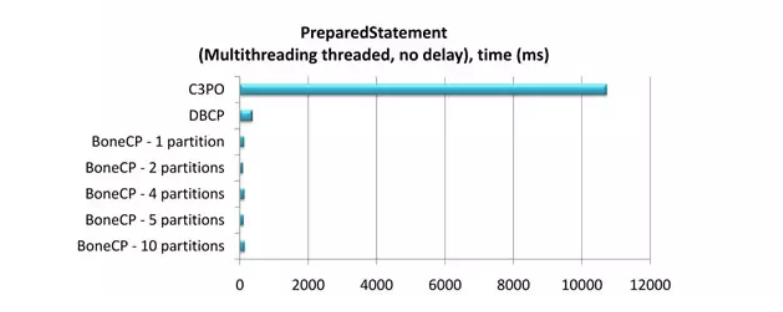 PreparedStatement
(Multithreading threaded, no delay), time (ms)
C3PO
DBCP
BoneCP - 1 partition
BoneCP - 2 partitions
BoneCP - 4 partitions
BoneCP - 5 partitions
BoneCP - 10 partitions
0 2000 4000 6000 8000 10000 12000